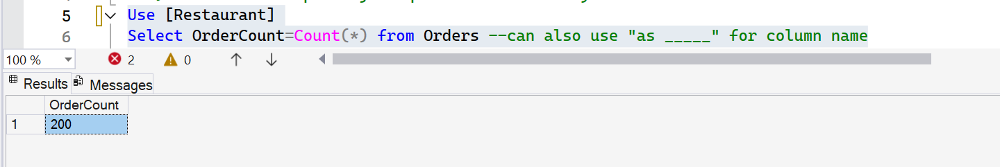 5 Use [Restaurant]
6 Select OrderCount=Count(*) from Orders --can also use "as _____" for column name
100 % 2 0
Results Messages
OrderCount
1 200